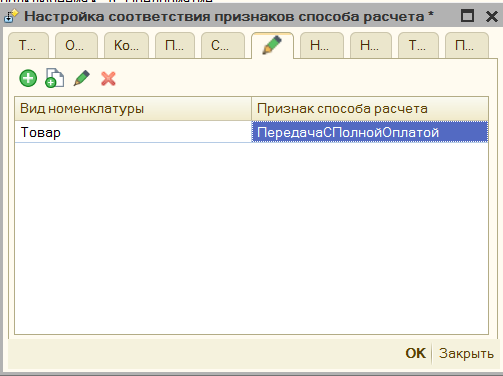 Настройка соответствия признаков способа расчета *
Т... О... Ко... П... С... Н... Н... Т... П...
Вид номенклатуры Признак способа расчета
Товар ПередачаСПолнойОплатой
OK Закрыть